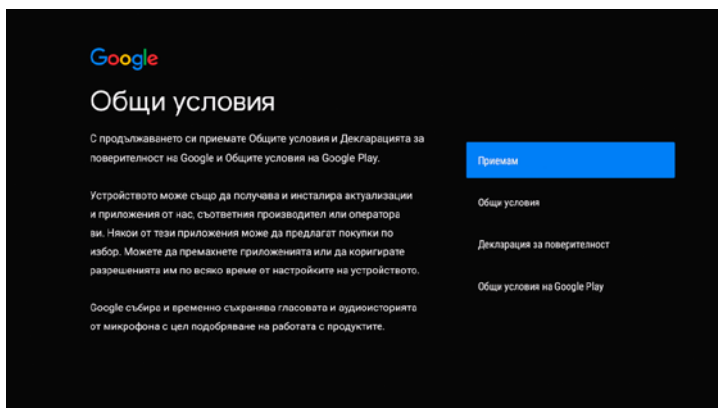 Google
Общи условия
С продължаването си приемате Общите условия и Декларацията за
поверителност на Google и Общите условия на Google Play.
Устройството може също да получава и инсталира актуализации
и приложения от нас, съответния производител или оператора
ви. Някои от тези приложения може да предлагат покупки по
избор. Можете да премахнете приложенията или да коригирате
разрешенията им по всяко време от настройките на устройството.
Google събира и временно съхранява гласовата и аудиоисторията
от микрофона с цел подобряване на работата с продуктите.
Приемам
Общи условия
Декларация за поверителност
Общи условия на Google Play